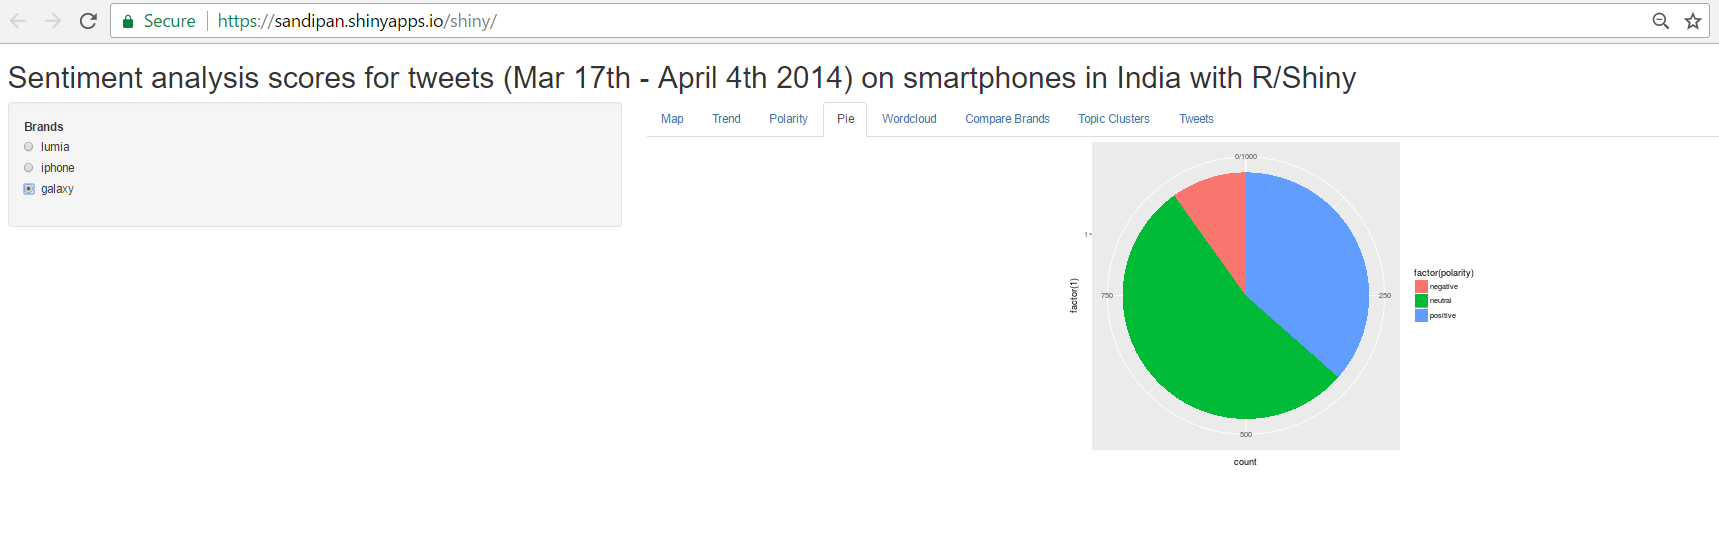 Secure https://sandipan.shinyapps.io/shiny/
Sentiment analysis scores for tweets (Mar 17th - April 4th 2014) on smartphones in India with R/Shiny
Brands
lumia
iphone
galaxy
Map Trend Polarity Pie Wordcloud Compare Brands Topic Clusters Tweets
0/1000
1
factor(1)
750
250
500
count
factor(polarity)
negative
neutral
positive